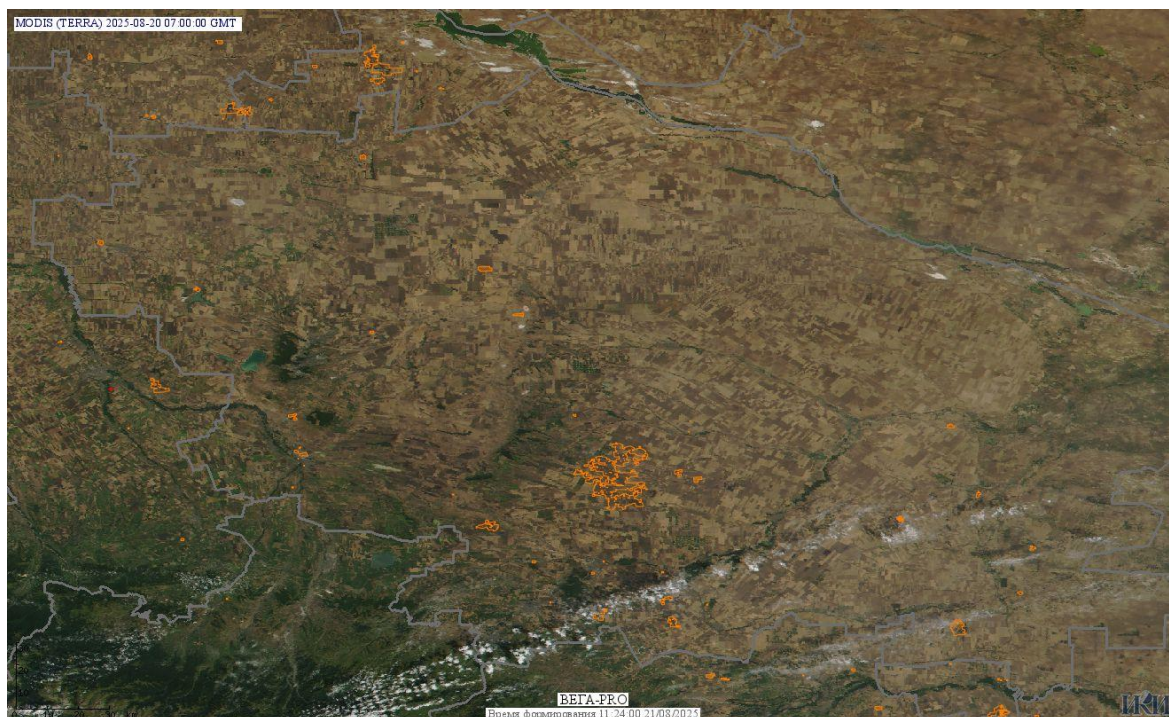 MODIS (TERRA) 2025-08-20 07:00:00 GMT
ВЕГА-PRO
Время формирования 11:24:00 21/08/2025
ИКИ